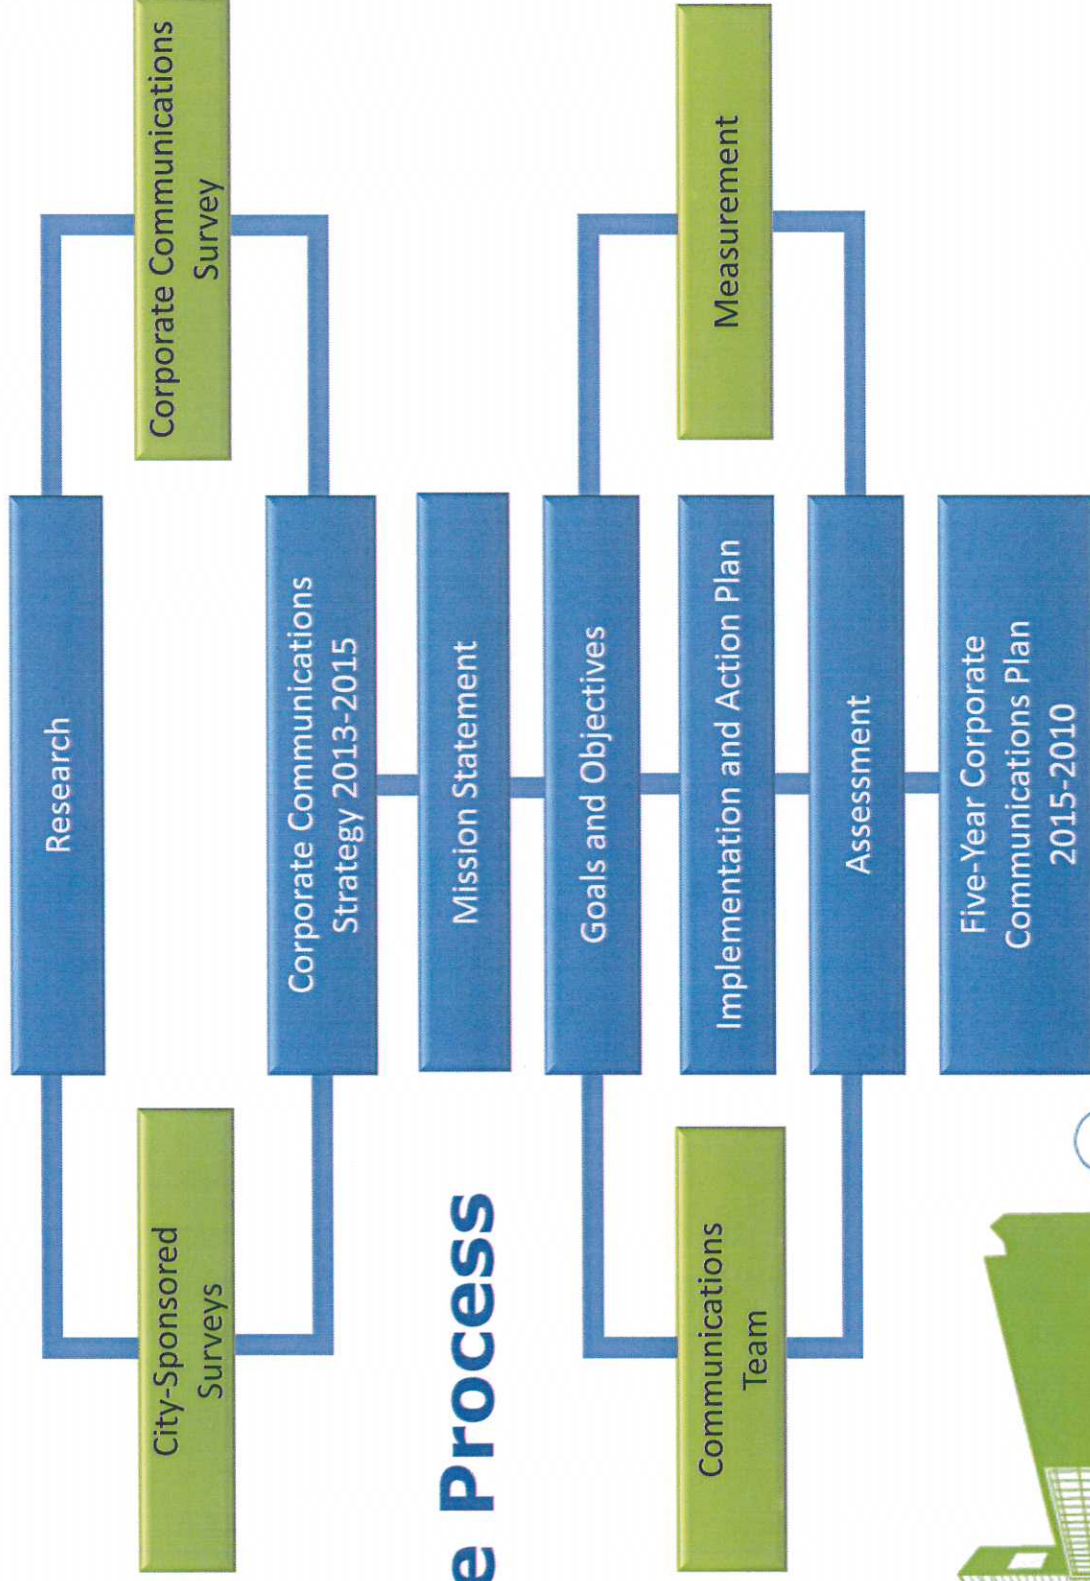 Research
City-Sponsored
Surveys
Corporate Communications
Survey
Corporate Communications
Strategy 2013-2015
e Process
Mission Statement
Goals and Objectives
Communications
Team
Implementation and Action Plan
Measurement
Assessment
Five-Year Corporate
Communications Plan
2015-2010